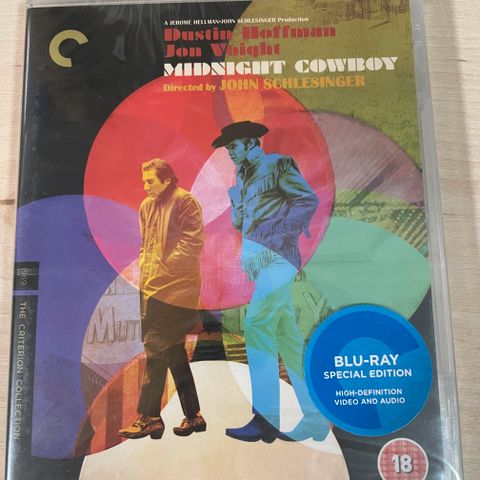 A JEROME HELLMAN-JOHN SCHLESINGER Production
Dustin Hoffman
Jon Voight
MIDNIGHT COWBOY
Directed by JOHN SCHLESINGER
THE CRITERION COLLECTION
BLU-RAY
SPECIAL EDITION
HIGH-DEFINITION
VIDEO AND AUDIO
18